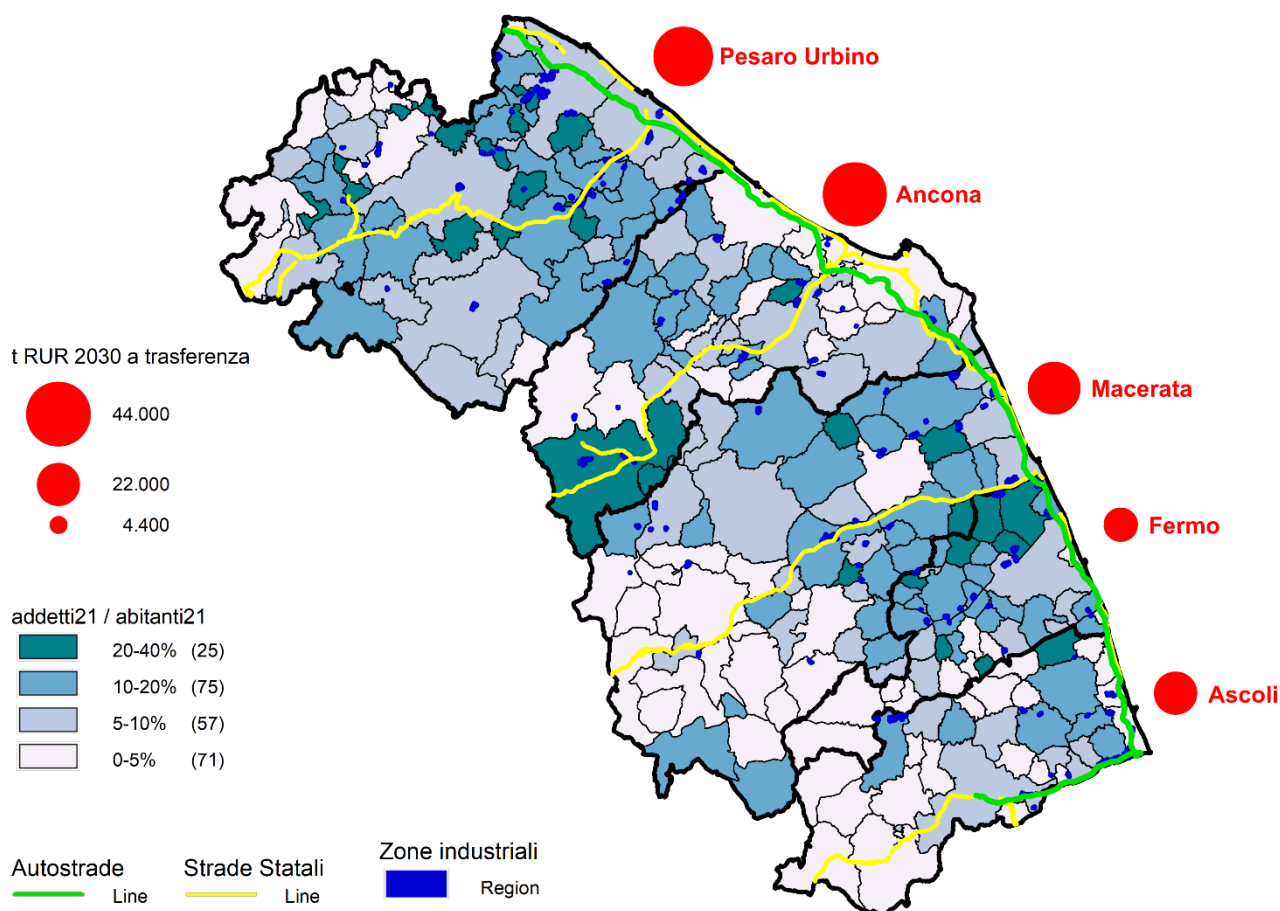 Pesaro Urbino
Ancona
t RUR 2030 a trasferenza
44.000
22.000
4.400
Macerata
Fermo
addetti21 / abitanti21
20-40% (25)
10-20% (75)
5-10% (57)
0-5% (71)
Ascoli
Autostrade
Line
Strade Statali
Line
Zone industriali
Region